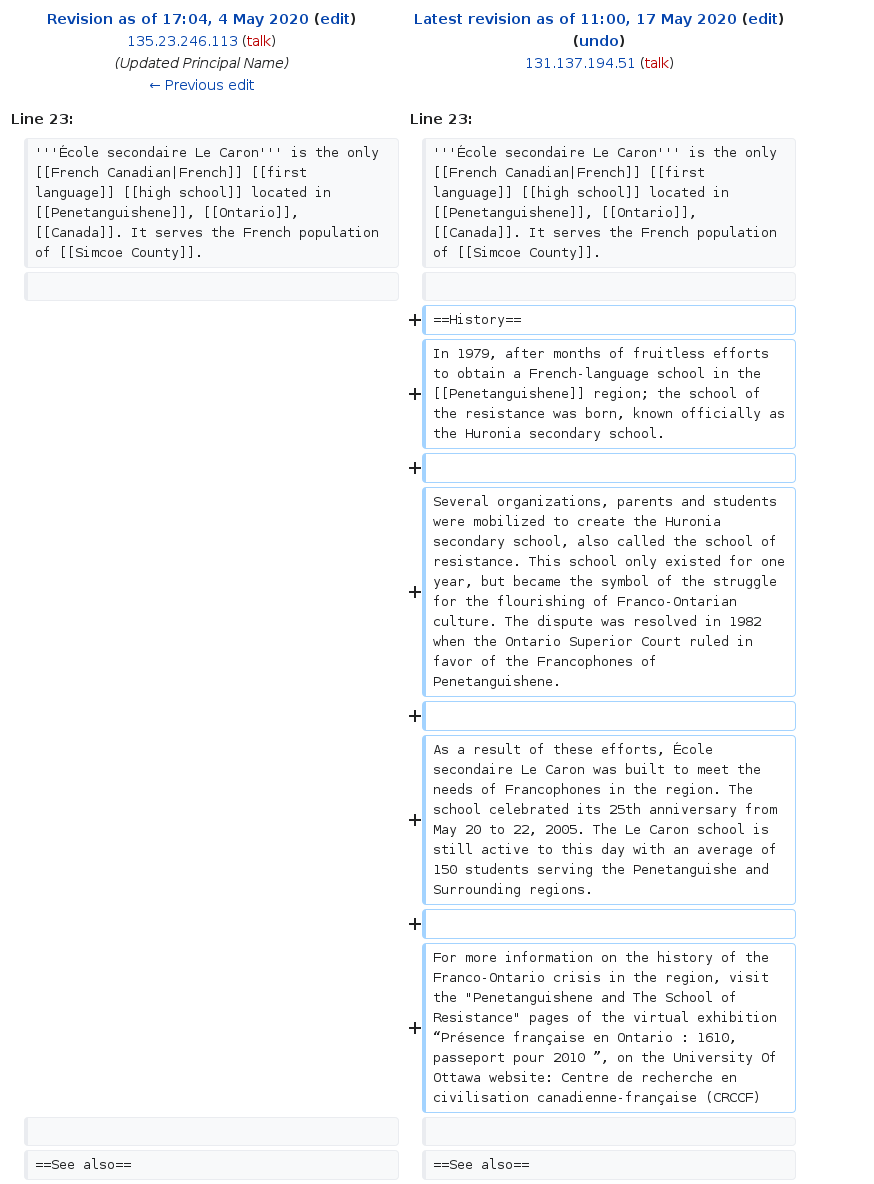 Revision as of 17:04, 4 May 2020 (edit)
135.23.246.113 (talk)
(Updated Principal Name)
← Previous edit
Latest revision as of 11:00, 17 May 2020 (edit)
(undo)
131.137.194.51 (talk)
Line 23:
Line 23:
'''École secondaire Le Caron''' is the only
[[French Canadian|French]] [[first
language]] [[high school]] located in
[[Penetanguishene]], [[Ontario]],
[[Canada]]. It serves the French population
of [[Simcoe County]].
'''École secondaire Le Caron''' is the only
[[French Canadian|French]] [[first
language]] [[high school]] located in
[[Penetanguishene]], [[Ontario]],
[[Canada]]. It serves the French population
of [[Simcoe County]].
+ ==History==
In 1979, after months of fruitless efforts
to obtain a French-language school in the
+ [[Penetanguishene]] region; the school of
the resistance was born, known officially as
the Huronia secondary school.
+
Several organizations, parents and students
were mobilized to create the Huronia
secondary school, also called the school of
resistance. This school only existed for one
+ year, but became the symbol of the struggle
for the flourishing of Franco-Ontarian
culture. The dispute was resolved in 1982
when the Ontario Superior Court ruled in
favor of the Francophones of
Penetanguishene.
+
As a result of these efforts, École
secondaire Le Caron was built to meet the
needs of Francophones in the region. The
+ school celebrated its 25th anniversary from
May 20 to 22, 2005. The Le Caron school is
still active to this day with an average of
150 students serving the Penetanguishe and
Surrounding regions.
+
For more information on the history of the
Franco-Ontario crisis in the region, visit
the "Penetanguishene and The School of
+ Resistance" pages of the virtual exhibition
“Présence française en Ontario : 1610,
passeport pour 2010 ”, on the University Of
Ottawa website: Centre de recherche en
civilisation canadienne-française (CRCCF)
==See also==
==See also==